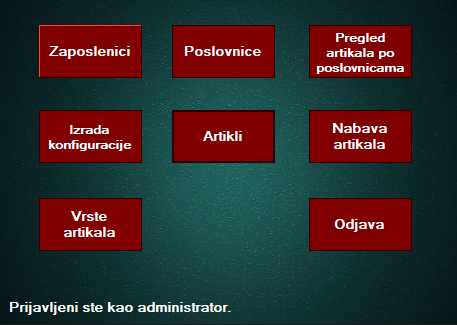 Zaposlenici
Poslovnice
Pregled
artikala po
poslovnicama
Izrada
konfiguracije
Artikli
Nabava
artikala
Vrste
artikala
Odjava
Prijavljeni ste kao administrator.